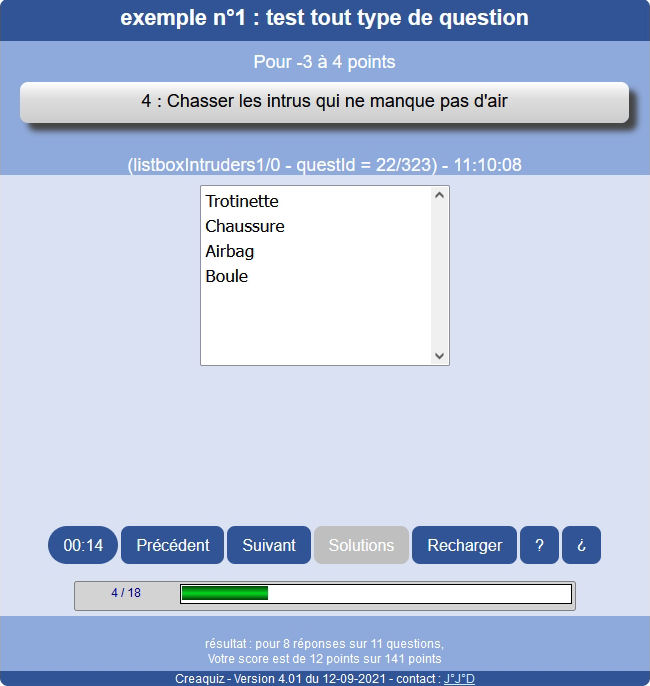 exemple n°1 : test tout type de question
Pour -3 à 4 points
4 : Chasser les intrus qui ne manque pas d'air
(listboxIntruders1/0 - questId = 22/323) - 11:10:08
Trotinette
Chaussure
Airbag
Boule
00:14 Précédent Suivant Solutions Recharger ? ¿
4 / 18
résultat : pour 8 réponses sur 11 questions,
Votre score est de 12 points sur 141 points
Creaquiz - Version 4.01 du 12-09-2021 - contact : J°J°D